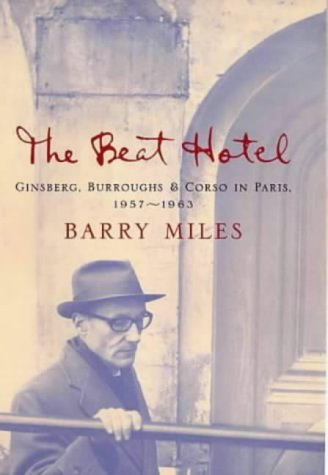 The Beat Hotel
GINSBERG, BURROUGHS & CORSO IN PARIS,
1957~1963
BARRY MILES